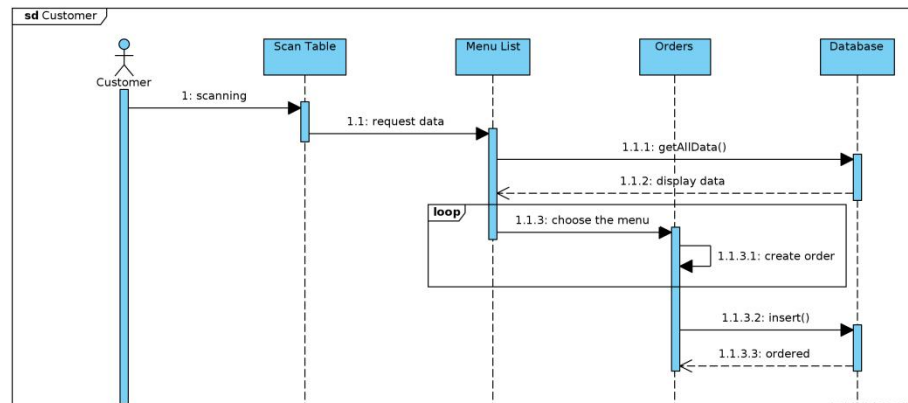 sd Customer
Scan Table
Menu List
Orders
Database
Customer
1: scanning
1.1: request data
1.1.1: getAllData()
1.1.2: display data
loop
1.1.3: choose the menu
1.1.3.1: create order
1.1.3.2: insert()
1.1.3.3: ordered